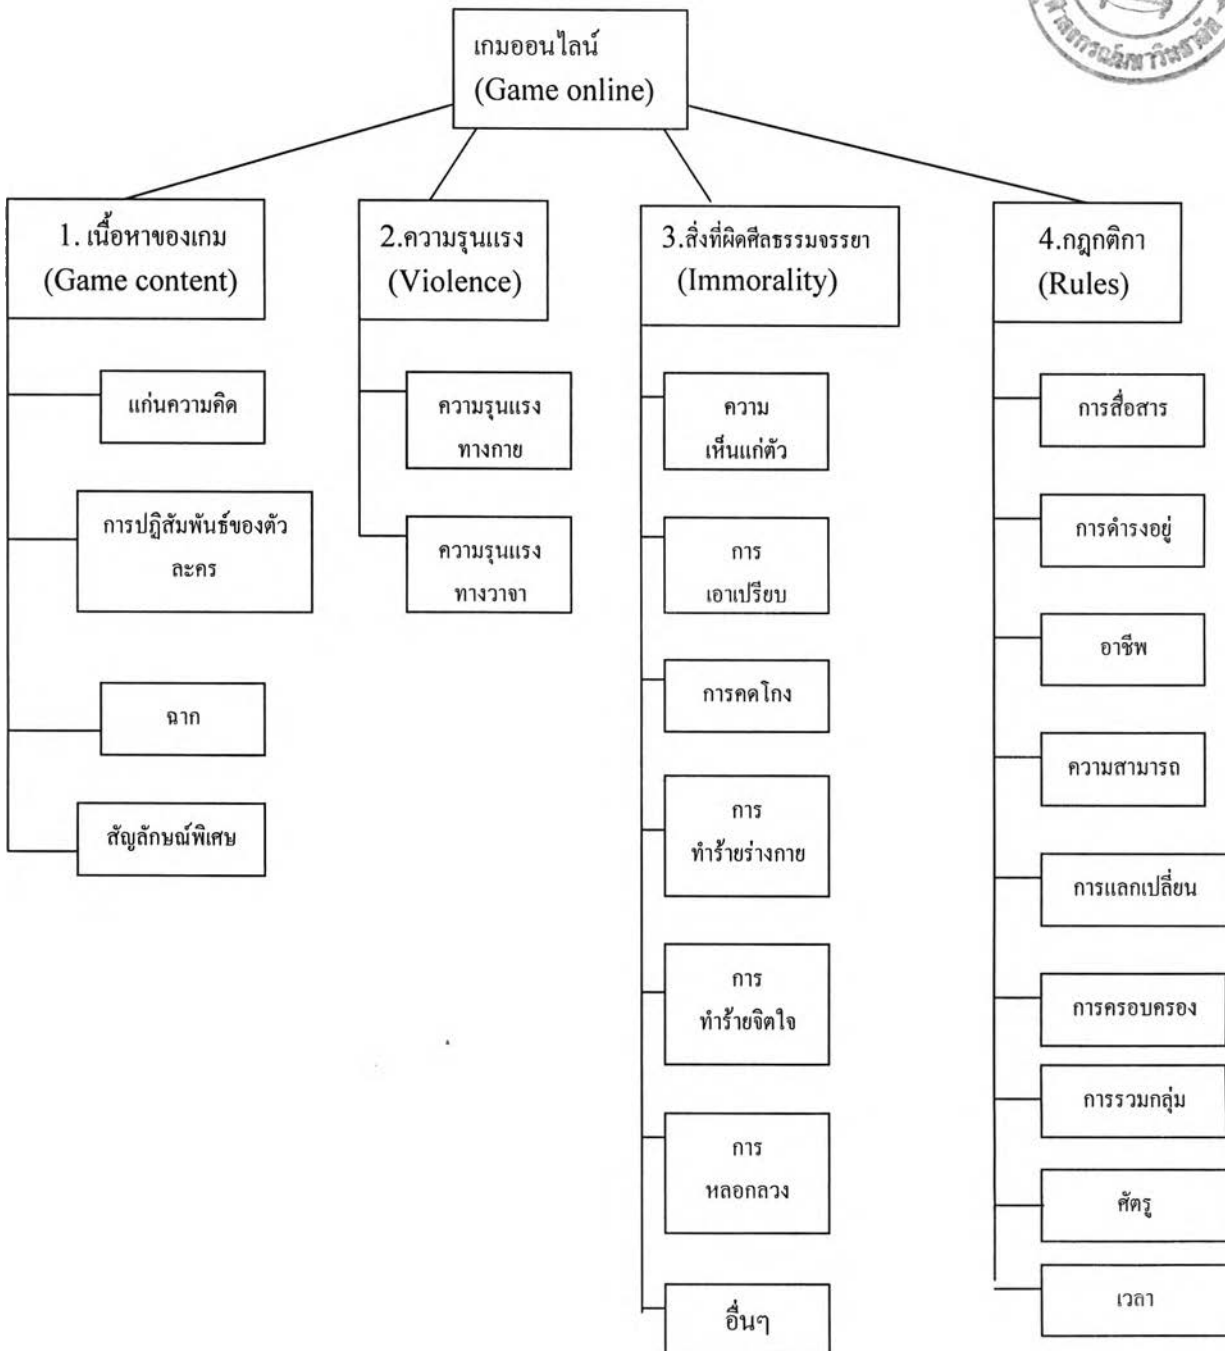 เกมออนไลน์
(Game online)
1. เนื้อหาของเกม
(Game content)
แก่นความคิด
การปฏิสัมพันธ์ของตัว
ละคร
ฉาก
สัญลักษณ์พิเศษ
2.ความรุนแรง
(Violence)
ความรุนแรง
ทางกาย
ความรุนแรง
ทางวาจา
3.สิ่งที่ผิดศีลธรรมจรรยา
(Immorality)
ความ
เห็นแก่ตัว
การ
เอาเปรียบ
การคดโกง
การ
ทำร้ายร่างกาย
การ
ทำร้ายจิตใจ
การ
หลอกลวง
อื่นๆ
4.กฎกติกา
(Rules)
การสื่อสาร
การดำรงอยู่
อาชีพ
ความสามารถ
การแลกเปลี่ยน
การครอบครอง
การรวมกลุ่ม
ศัตรู
เวลา